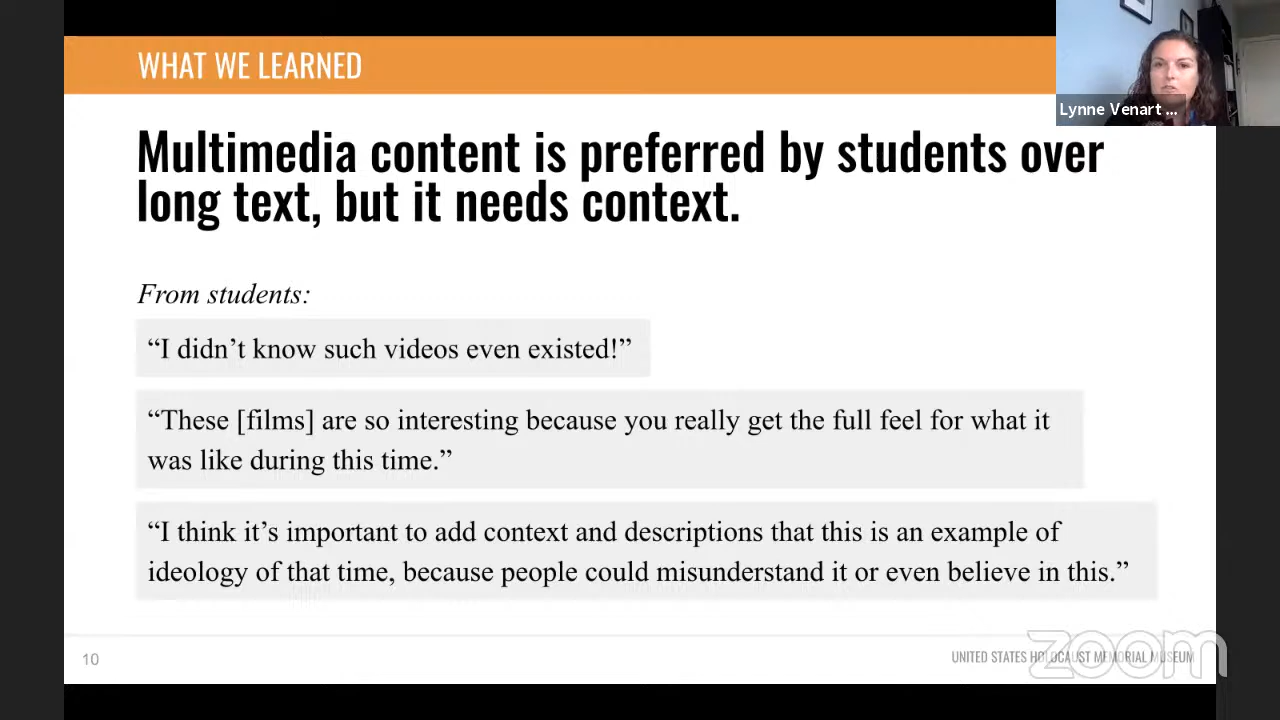 WHAT WE LEARNED
Lynne Venart ...
Multimedia content is preferred by students over
long text, but it needs context.
From students:
“I didn’t know such videos even existed!”
“These [films] are so interesting because you really get the full feel for what it
was like during this time.”
“I think it’s important to add context and descriptions that this is an example of
ideology of that time, because people could misunderstand it or even believe in this.”
10
UNITED STATES HOLOCAUST MEMORIAL MUSEUM
zoom